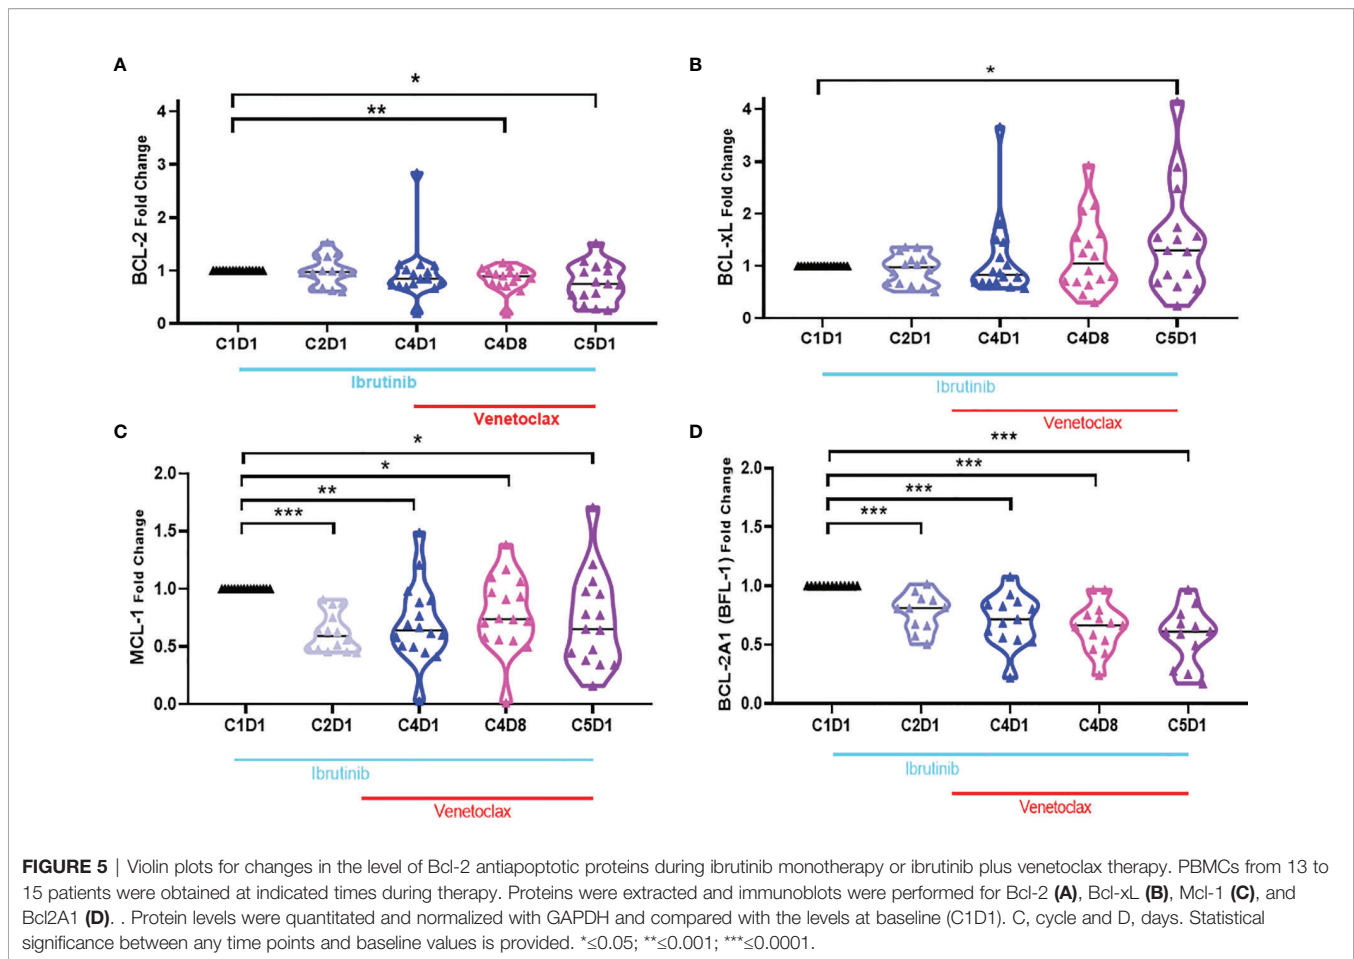 A
*
**
BCL-2 Fold Change
4
3
2
1
0
C1D1 C2D1 C4D1 C4D8 C5D1
Ibrutinib
Venetoclax
B
*
BCL-xL Fold Change
4
3
2
1
0
C1D1 C2D1 C4D1 C4D8 C5D1
Ibrutinib
Venetoclax
C
*
*
**
***
MCL-1 Fold Change
2.0
1.5
1.0
0.5
0.0
C1D1 C2D1 C4D1 C4D8 C5D1
Ibrutinib
Venetoclax
D
***
***
***
***
BCL-2A1 (BFL-1) Fold Change
2.0
1.5
1.0
0.5
0.0
C1D1 C2D1 C4D1 C4D8 C5D1
Ibrutinib
Venetoclax
FIGURE 5 | Violin plots for changes in the level of Bcl-2 antiapoptotic proteins during ibrutinib monotherapy or ibrutinib plus venetoclax therapy. PBMCs from 13 to
15 patients were obtained at indicated times during therapy. Proteins were extracted and immunoblots were performed for Bcl-2 (A), Bcl-xL (B), Mcl-1 (C), and
Bcl2A1 (D). . Protein levels were quantitated and normalized with GAPDH and compared with the levels at baseline (C1D1). C, cycle and D, days. Statistical
significance between any time points and baseline values is provided. *≤0.05; **≤0.001; ***≤0.0001.